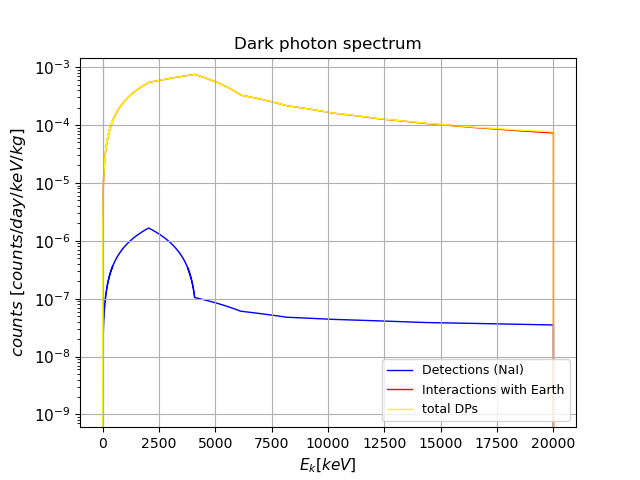 Dark photon spectrum
counts [counts/day/keV/kg]
10⁻³
10⁻⁴
10⁻⁵
10⁻⁶
10⁻⁷
10⁻⁸
10⁻⁹
Detections (NaI)
Interactions with Earth
total DPs
0 2500 5000 7500 10000 12500 15000 17500 20000
E_k[keV]